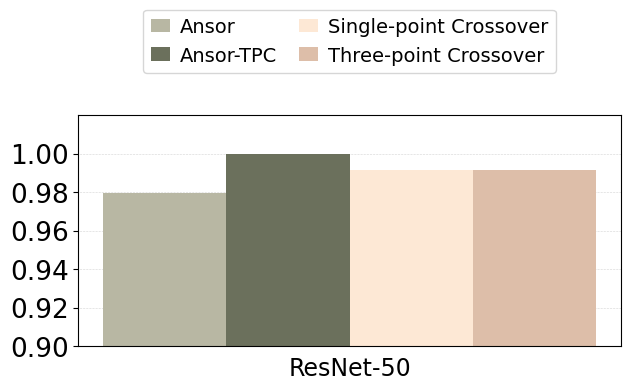 Ansor
Single-point Crossover
Ansor-TPC
Three-point Crossover
1.00
0.98
0.96
0.94
0.92
0.90
ResNet-50